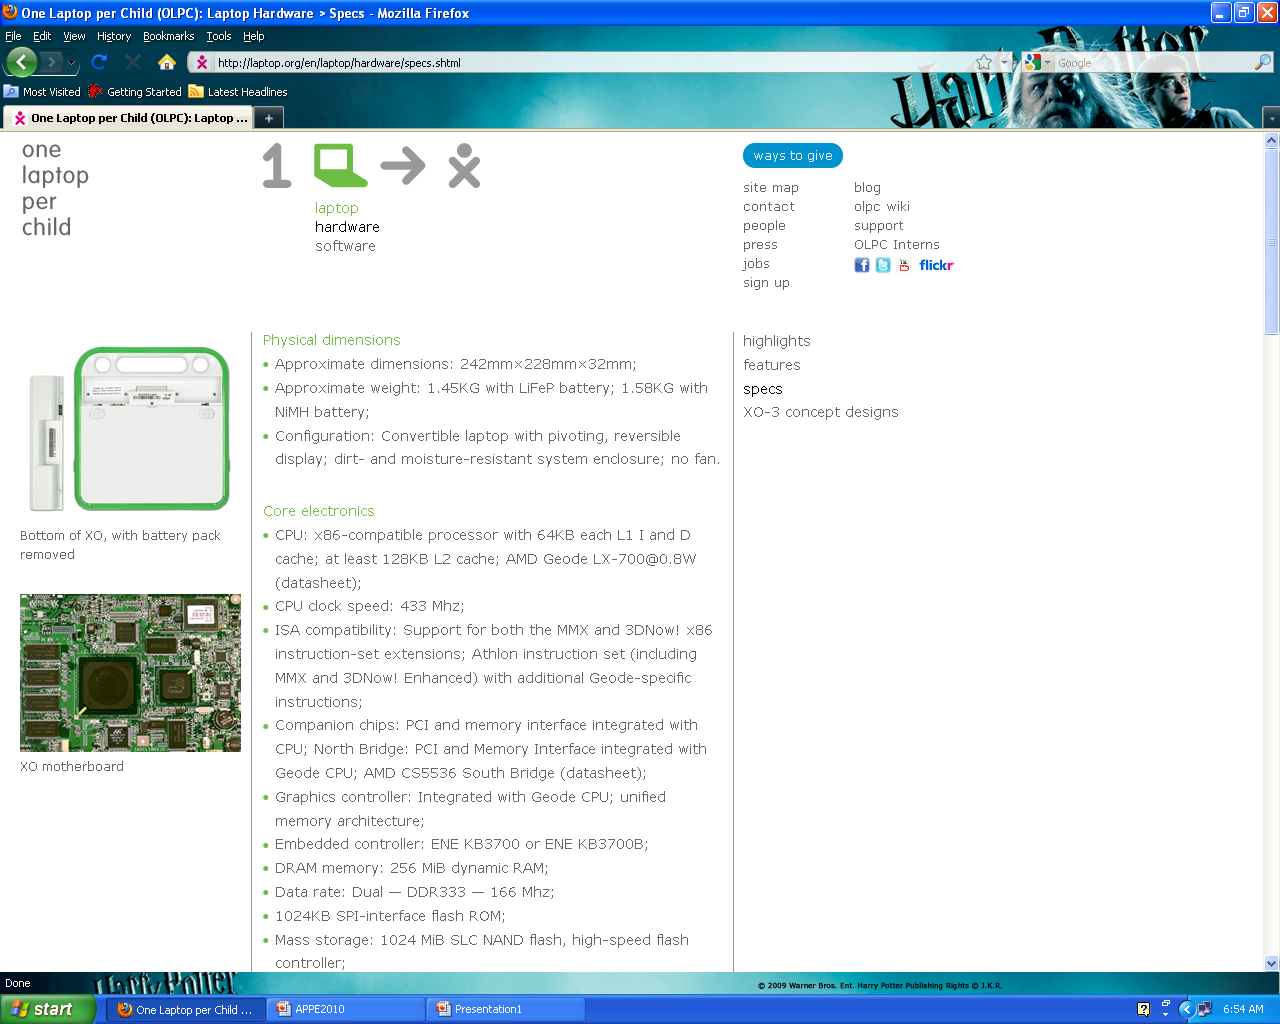 One Laptop per Child (OLPC): Laptop Hardware > Specs - Mozilla Firefox
File Edit View History Bookmarks Tools Help
http://laptop.org/en/laptop/hardware/specs.shtml
Google
Most Visited Getting Started Latest Headlines
Harry Potter
One Laptop per Child (OLPC): Laptop ...
one
laptop
per
child
1
laptop
hardware
software
ways to give
site map
contact
people
press
jobs
sign up
blog
olpc wiki
support
OLPC Interns
flickr
Bottom of XO, with battery pack
removed
XO motherboard
Physical dimensions
• Approximate dimensions: 242mm×228mm×32mm;
• Approximate weight: 1.45KG with LiFeP battery; 1.58KG with
NiMH battery;
• Configuration: Convertible laptop with pivoting, reversible
display; dirt- and moisture-resistant system enclosure; no fan.
Core electronics
• CPU: x86-compatible processor with 64KB each L1 I and D
cache; at least 128KB L2 cache; AMD Geode LX-700@0.8W
(datasheet);
• CPU clock speed: 433 Mhz;
• ISA compatibility: Support for both the MMX and 3DNow! x86
instruction-set extensions; Athlon instruction set (including
MMX and 3DNow! Enhanced) with additional Geode-specific
instructions;
• Companion chips: PCI and memory interface integrated with
CPU; North Bridge: PCI and Memory Interface integrated with
Geode CPU; AMD CS5536 South Bridge (datasheet);
• Graphics controller: Integrated with Geode CPU; unified
memory architecture;
• Embedded controller: ENE KB3700 or ENE KB3700B;
• DRAM memory: 256 MiB dynamic RAM;
• Data rate: Dual — DDR333 — 166 Mhz;
• 1024KB SPI-interface flash ROM;
• Mass storage: 1024 MiB SLC NAND flash, high-speed flash
controller;
highlights
features
specs
XO-3 concept designs
Done
Harry Potter
© 2009 Warner Bros. Ent. Harry Potter Publishing Rights © J.K.R.
start
One Laptop per Child ...
APPE2010
Presentation1
6:54 AM